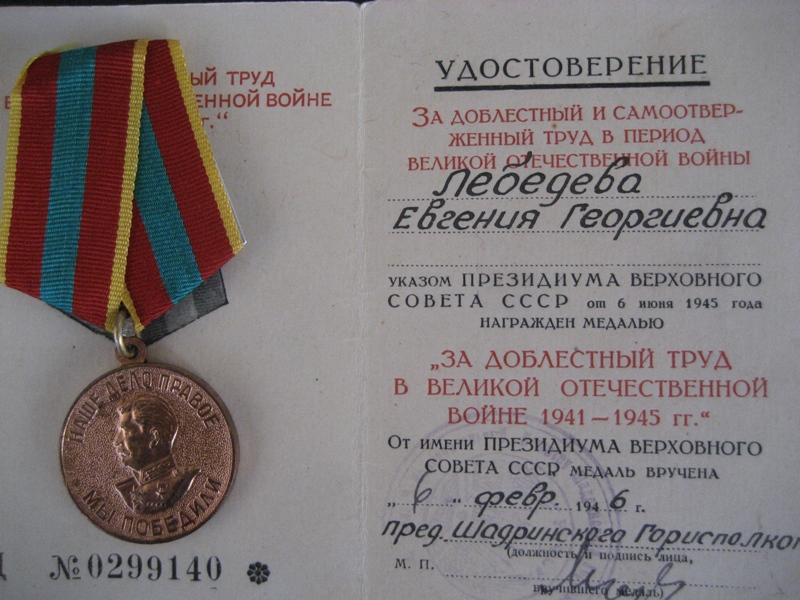 ЫЙ ТРУД
ЕННОЙ ВОЙНЕ
г.“
НАШЕ ДЕЛО ПРАВОЕ
МЫ ПОБЕДИЛИ
№ 0299140
УДОСТОВЕРЕНИЕ
ЗА ДОБЛЕСТНЫЙ И САМООТВЕР-
ЖЕННЫЙ ТРУД В ПЕРИОД
ВЕЛИКОЙ ОТЕЧЕСТВЕННОЙ ВОЙНЫ
Лебедева
Евгения Георгиевна
УКАЗОМ ПРЕЗИДИУМА ВЕРХОВНОГО
СОВЕТА СССР от 6 июня 1945 года
НАГРАЖДЕН МЕДАЛЬЮ
„ЗА ДОБЛЕСТНЫЙ ТРУД
В ВЕЛИКОЙ ОТЕЧЕСТВЕННОЙ
ВОЙНЕ 1941—1945 гг.“
От имени ПРЕЗИДИУМА ВЕРХОВНОГО
СОВЕТА СССР МЕДАЛЬ ВРУЧЕНА
„6“ февр. 1946 г.
пред. Шадринского Горисполко
(должность и подпись лица,
М. П.
вручившего медаль)